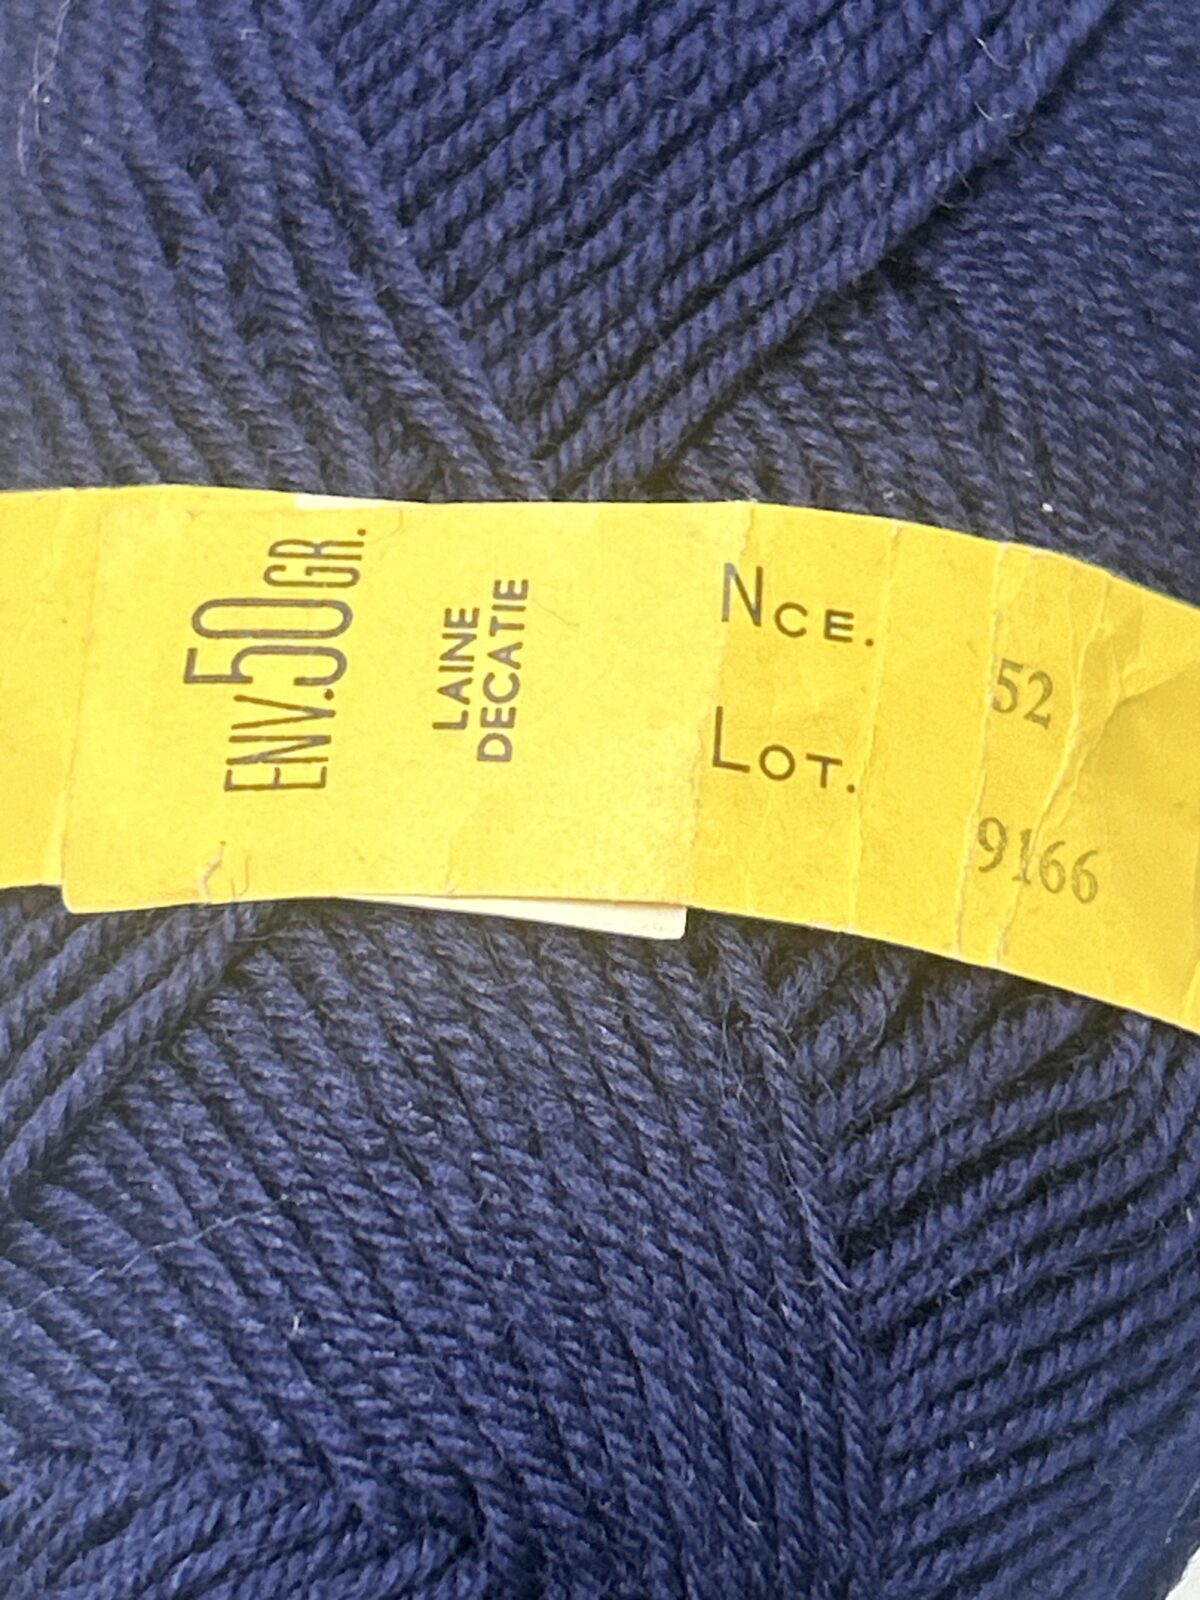 ENV.50GR.
LAINE
DECATIE
NCE. 52
LOT. 9166